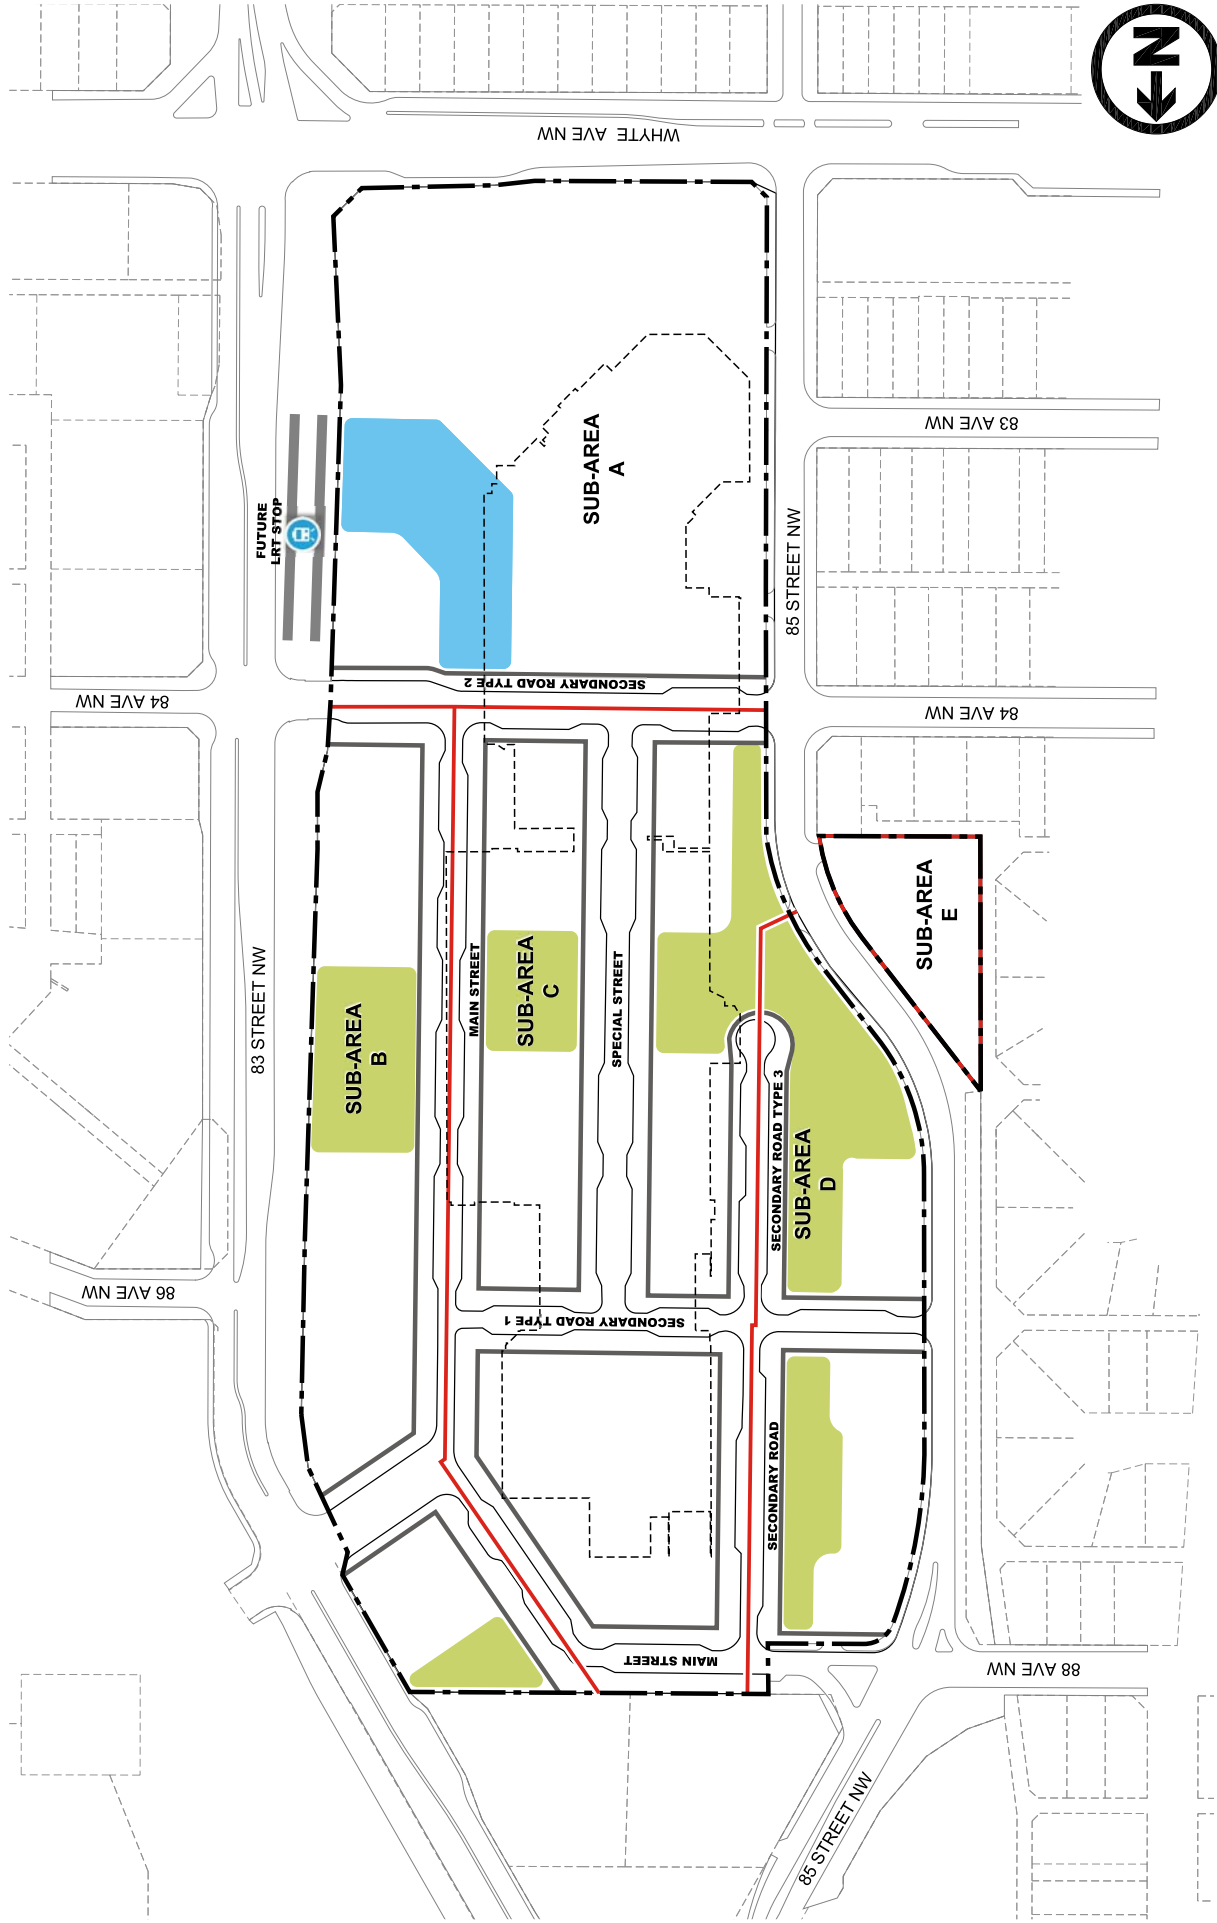 N
WHYTE AVE NW
83 AVE NW
SUB-AREA
A
FUTURE
LRT STOP
85 STREET NW
SECONDARY ROAD TYPE 2
84 AVE NW
84 AVE NW
SUB-AREA
E
83 STREET NW
MAIN STREET
SUB-AREA
C
SPECIAL STREET
SUB-AREA
B
SECONDARY ROAD TYPE 3
SUB-AREA
D
86 AVE NW
SECONDARY ROAD TYPE 1
SECONDARY ROAD
MAIN STREET
88 AVE NW
85 STREET NW